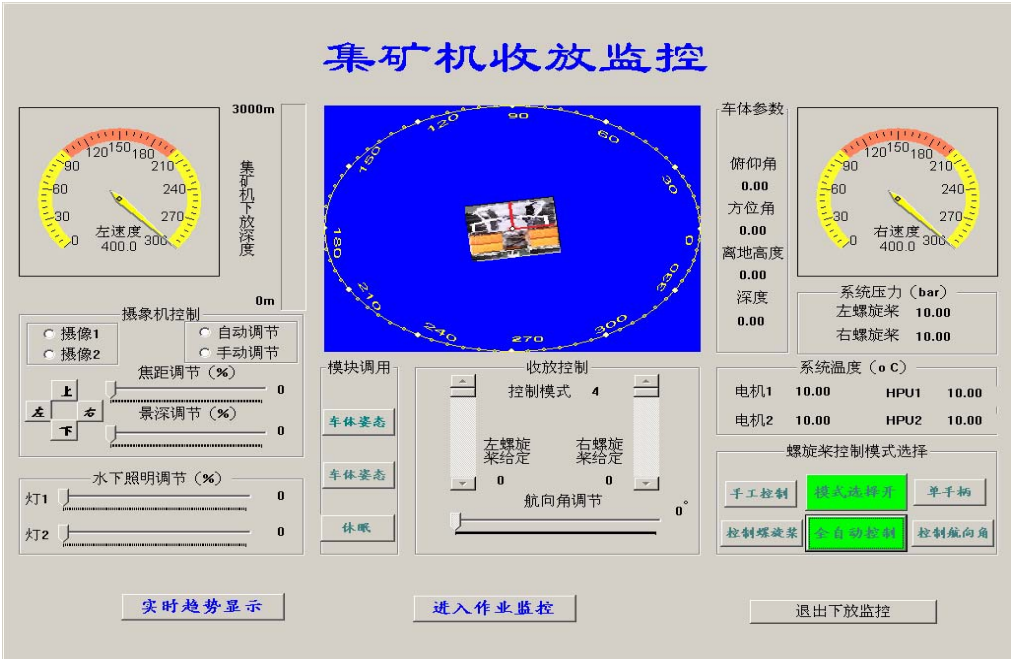 集矿机收放监控
0
30
60
90
120
150
180
210
240
270
300
左速度
400.0
3000m
集矿机下放深度
0m
90
60
30
0
330
300
270
240
210
180
150
120
车体参数
俯仰角
0.00
方位角
0.00
离地高度
0.00
深度
0.00
0
30
60
90
120
150
180
210
240
270
300
右速度
400.0
系统压力（bar）
左螺旋桨 10.00
右螺旋桨 10.00
摄象机控制
摄像1
摄像2
自动调节
手动调节
焦距调节（%）
0
景深调节（%）
0
上
左 右
下
水下照明调节（%）
灯1 0
灯2 0
模块调用
车体姿态
车体姿态
休眠
收放控制
控制模式 4
左螺旋桨给定
0
右螺旋桨给定
0
航向角调节
0°
系统温度（o C）
电机1 10.00 HPU1 10.00
电机2 10.00 HPU2 10.00
螺旋桨控制模式选择
手工控制 模式选择开 单手柄
控制螺旋桨 全自动控制 控制航向角
实时趋势显示
进入作业监控
退出下放监控